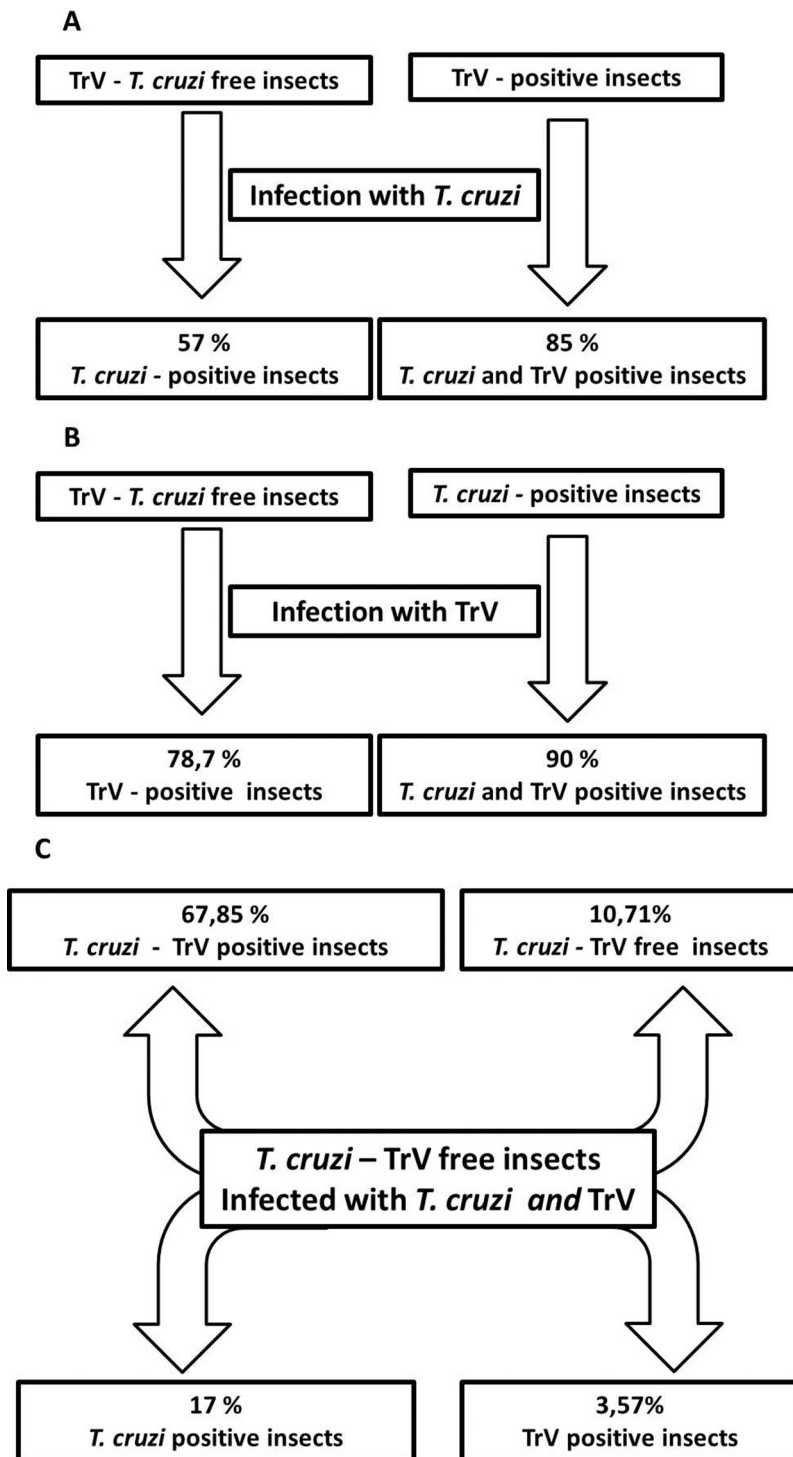 A
TrV - T. cruzi free insects
TrV - positive insects
Infection with T. cruzi
57 %
T. cruzi - positive insects
85 %
T. cruzi and TrV positive insects
B
TrV - T. cruzi free insects
T. cruzi - positive insects
Infection with TrV
78,7 %
TrV - positive insects
90 %
T. cruzi and TrV positive insects
C
67,85 %
T. cruzi - TrV positive insects
10,71%
T. cruzi - TrV free insects
T. cruzi – TrV free insects
Infected with T. cruzi and TrV
17 %
T. cruzi positive insects
3,57%
TrV positive insects